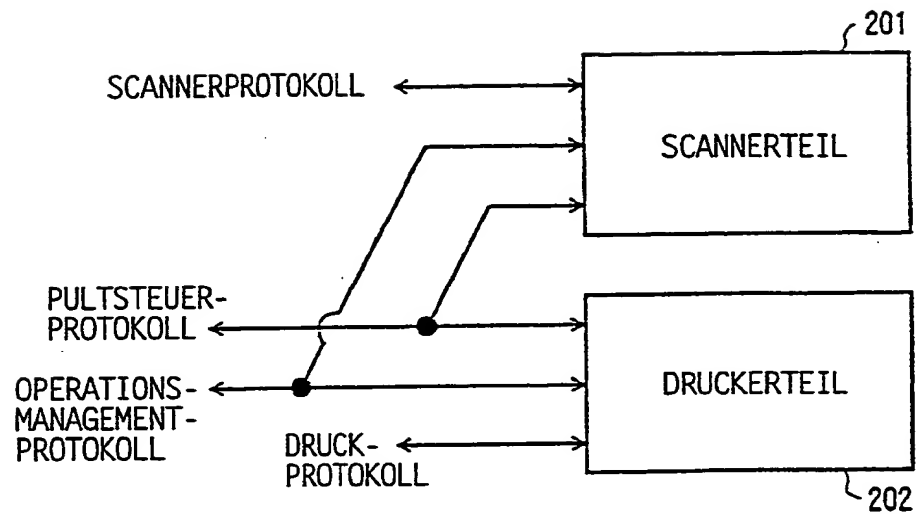 201
SCANNERPROTOKOLL
SCANNERTEIL
PULTSTEUER-
PROTOKOLL
OPERATIONS-
MANAGEMENT-
PROTOKOLL
DRUCKERTEIL
DRUCK-
PROTOKOLL
202